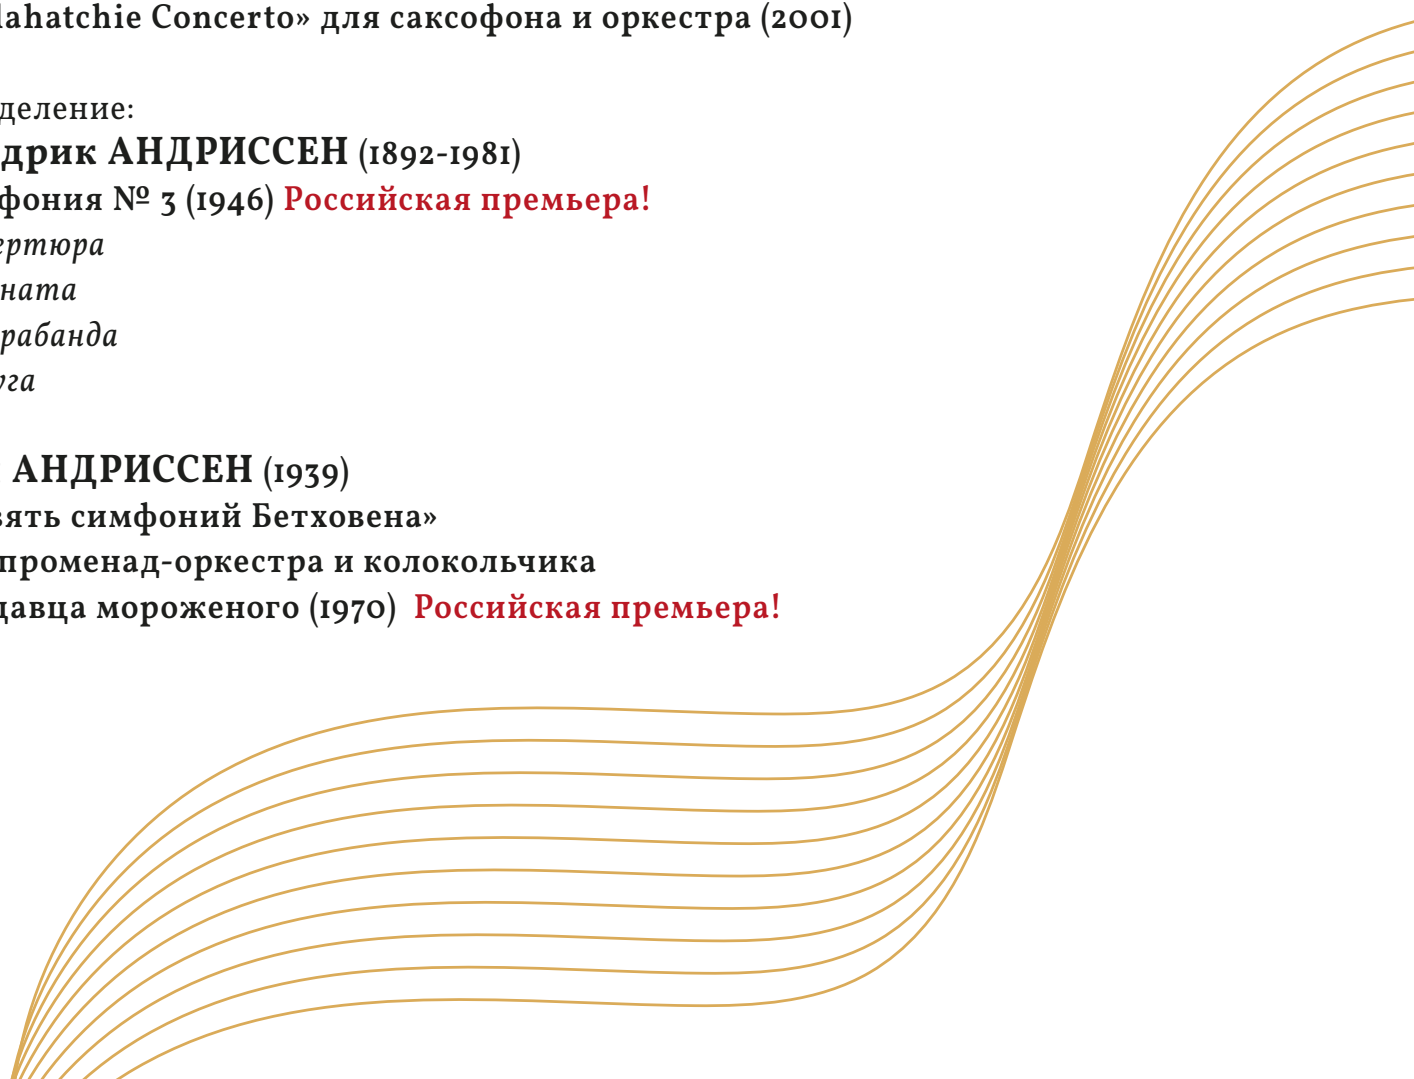 lahatchie Concerto» для саксофона и оркестра (2001)
деление:
дрик АНДРИССЕН (1892-1981)
фония № 3 (1946) Российская премьера!
ертюра
ната
рабанда
уга
АНДРИССЕН (1939)
вять симфоний Бетховена»
променад-оркестра и колокольчика
давца мороженого (1970) Российская премьера!